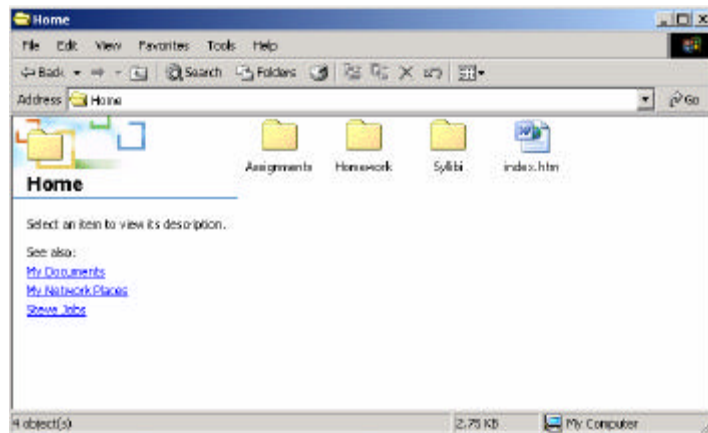 Home
File Edit View Favorites Tools Help
Back Search Folders
Address Home Go
Assignments Homework Syllibi index.htm
Home
Select an item to view its description.
See also:
My Documents
My Network Places
Steve Jobs
4 object(s) 2.75 KB My Computer